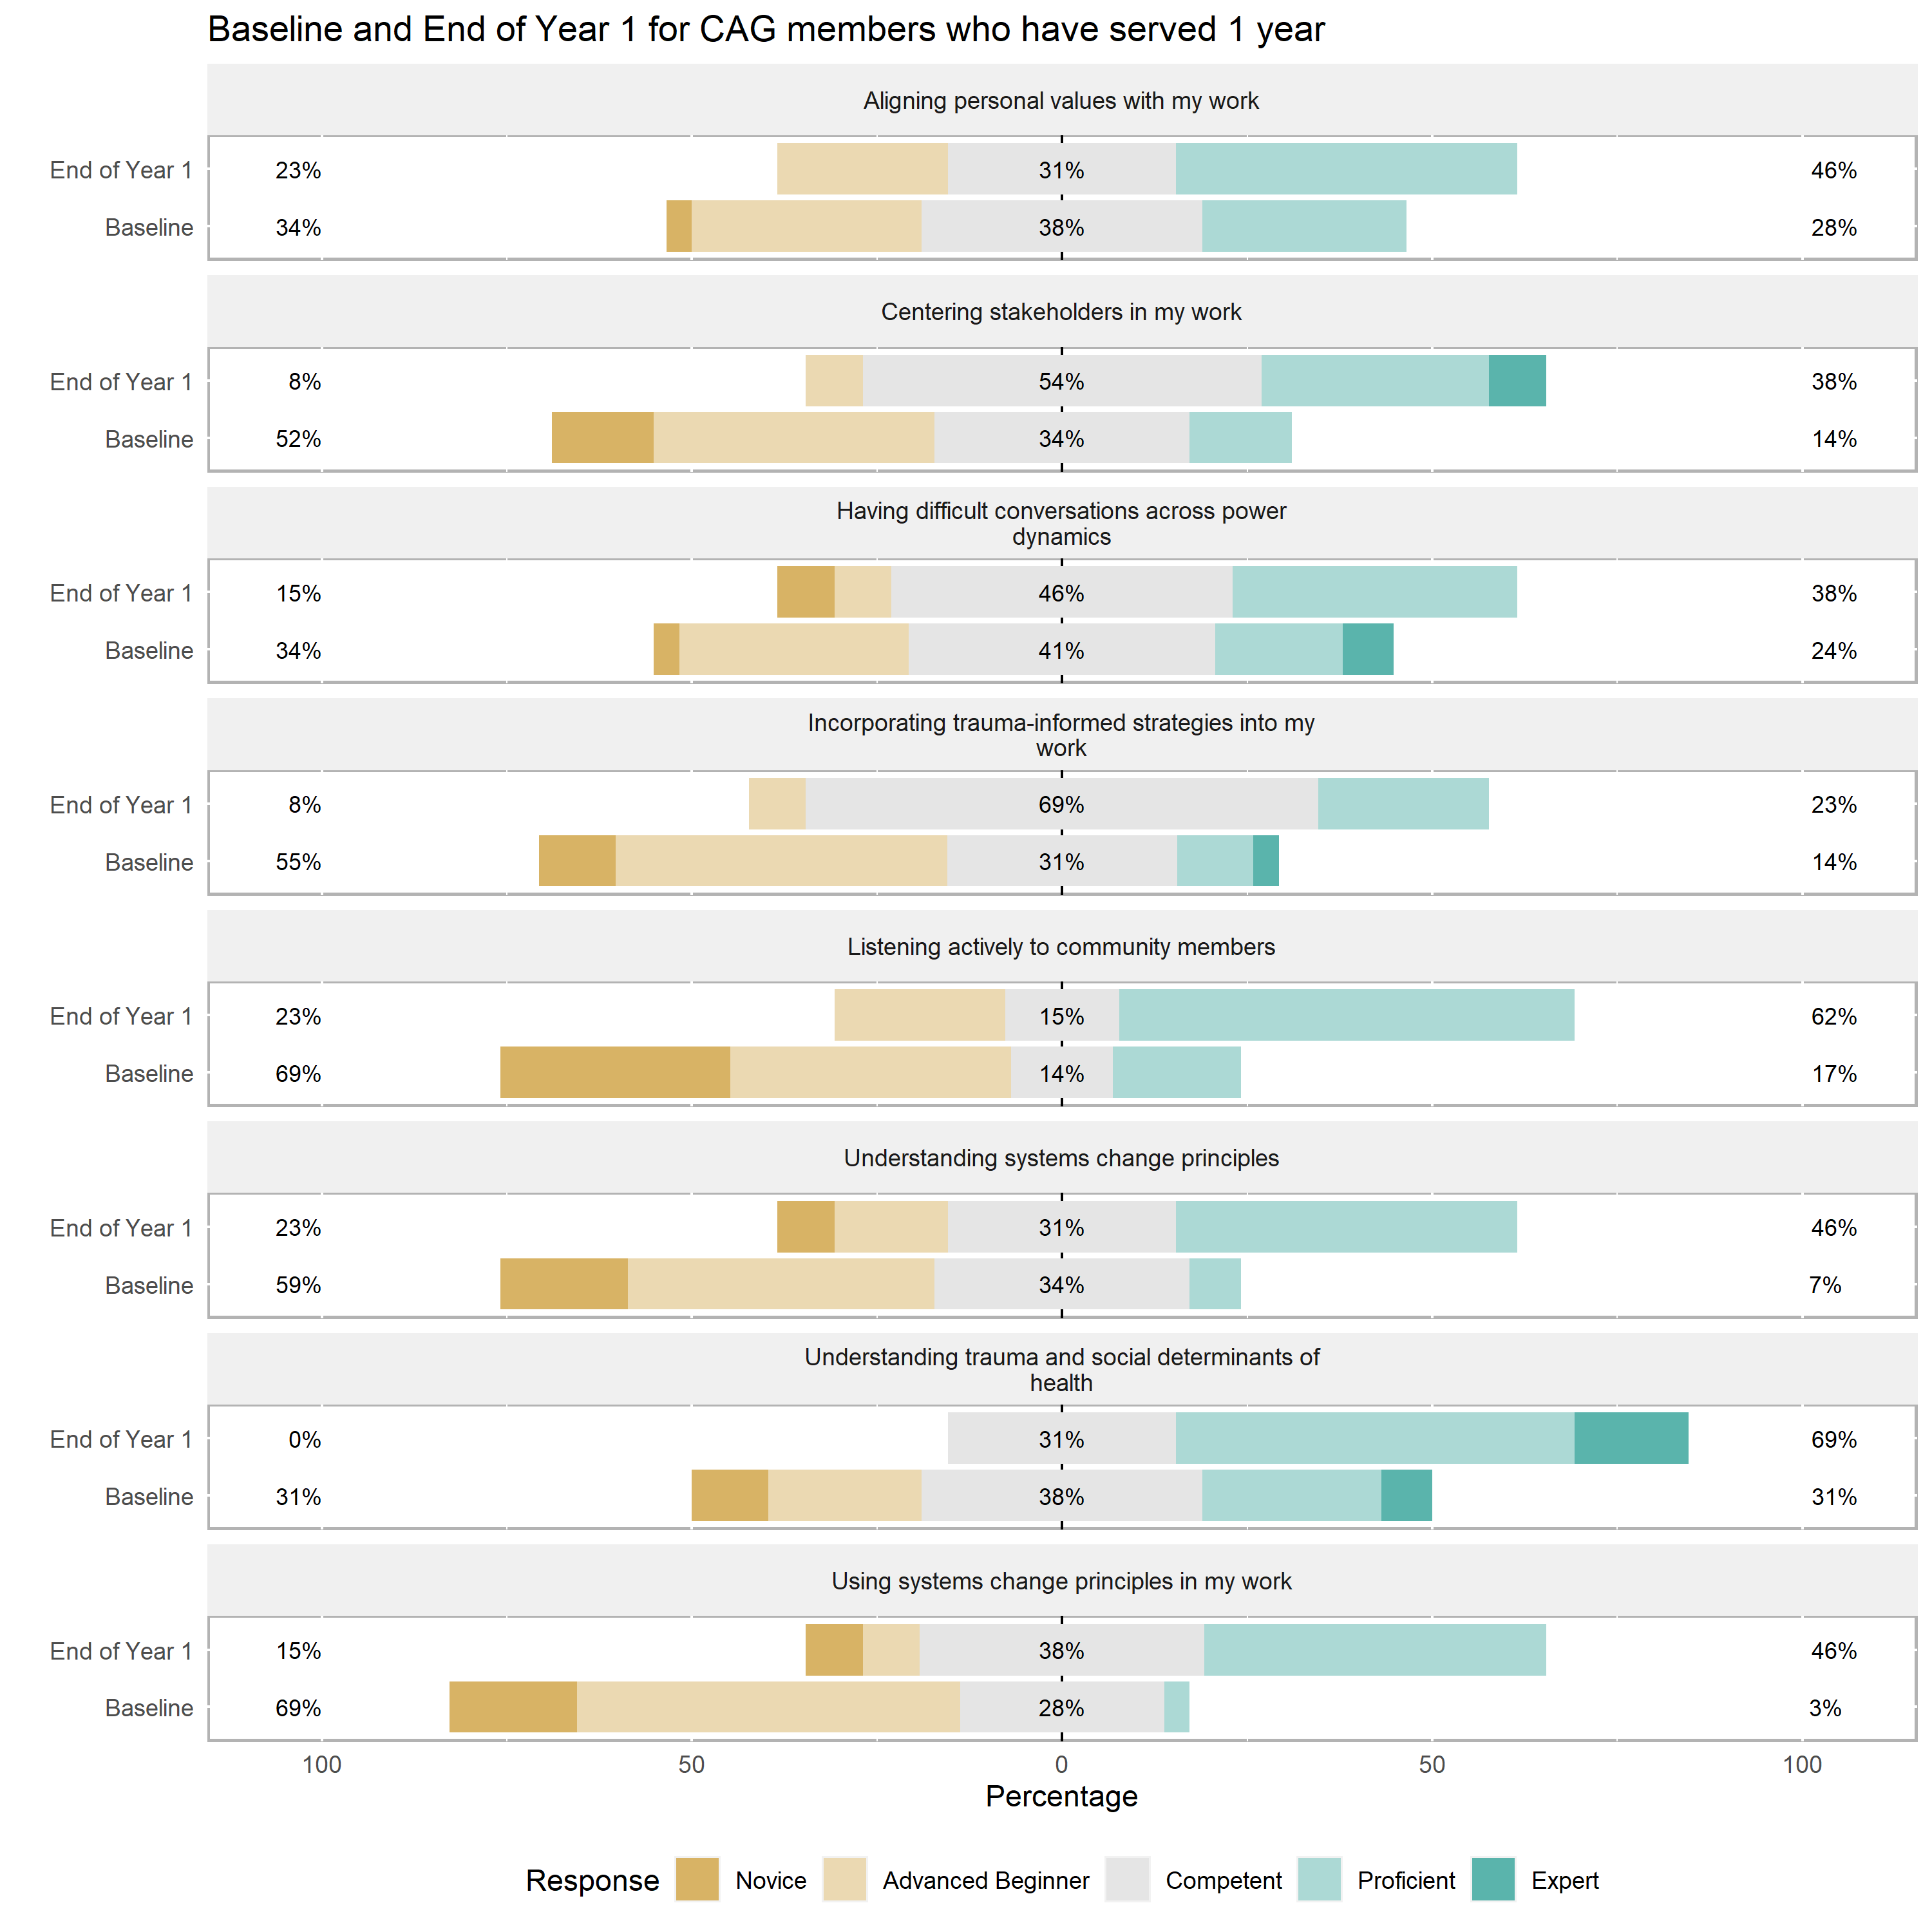 Baseline and End of Year 1 for CAG members who have served 1 year
Aligning personal values with my work
End of Year 1 23% 31% 46%
Baseline 34% 38% 28%
Centering stakeholders in my work
End of Year 1 8% 54% 38%
Baseline 52% 34% 14%
Having difficult conversations across power
dynamics
End of Year 1 15% 46% 38%
Baseline 34% 41% 24%
Incorporating trauma-informed strategies into my
work
End of Year 1 8% 69% 23%
Baseline 55% 31% 14%
Listening actively to community members
End of Year 1 23% 15% 62%
Baseline 69% 14% 17%
Understanding systems change principles
End of Year 1 23% 31% 46%
Baseline 59% 34% 7%
Understanding trauma and social determinants of
health
End of Year 1 0% 31% 69%
Baseline 31% 38% 31%
Using systems change principles in my work
End of Year 1 15% 38% 46%
Baseline 69% 28% 3%
100 50 0 50 100
Percentage
Response Novice Advanced Beginner Competent Proficient Expert